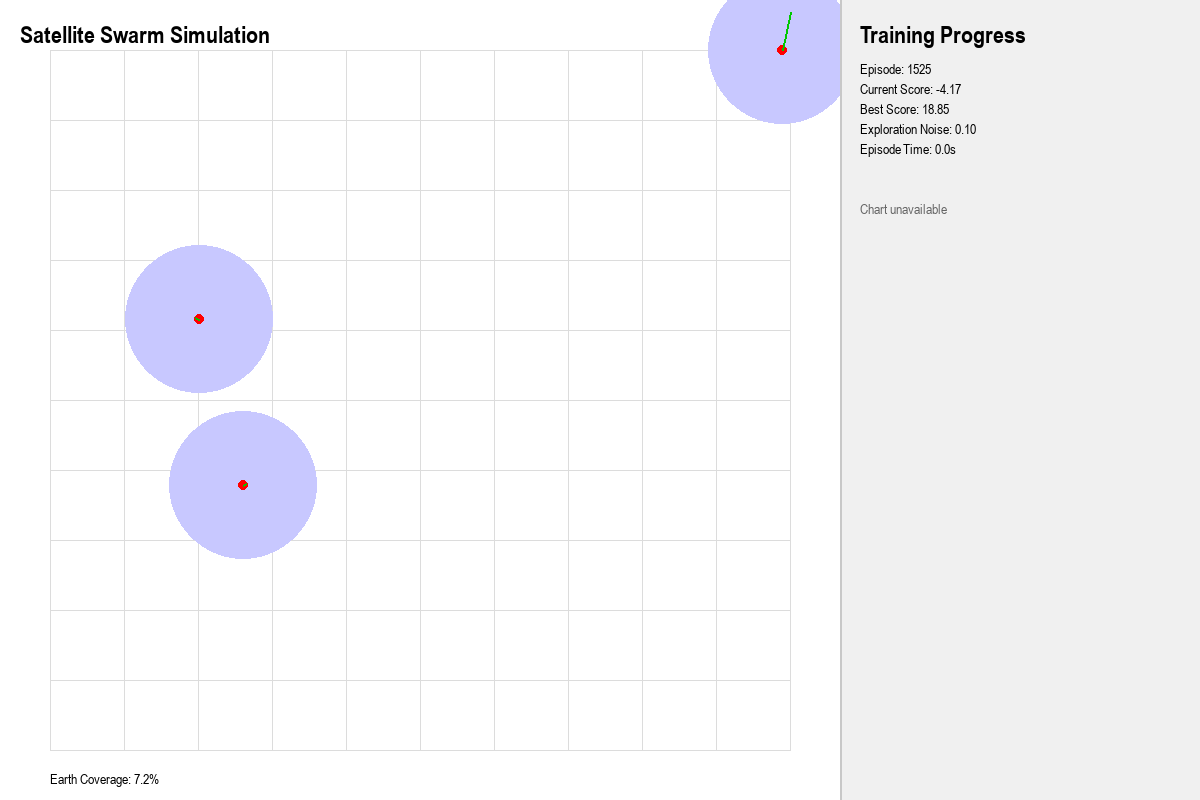 Satellite Swarm Simulation
Earth Coverage: 7.2%
Training Progress
Episode: 1525
Current Score: -4.17
Best Score: 18.85
Exploration Noise: 0.10
Episode Time: 0.0s
Chart unavailable